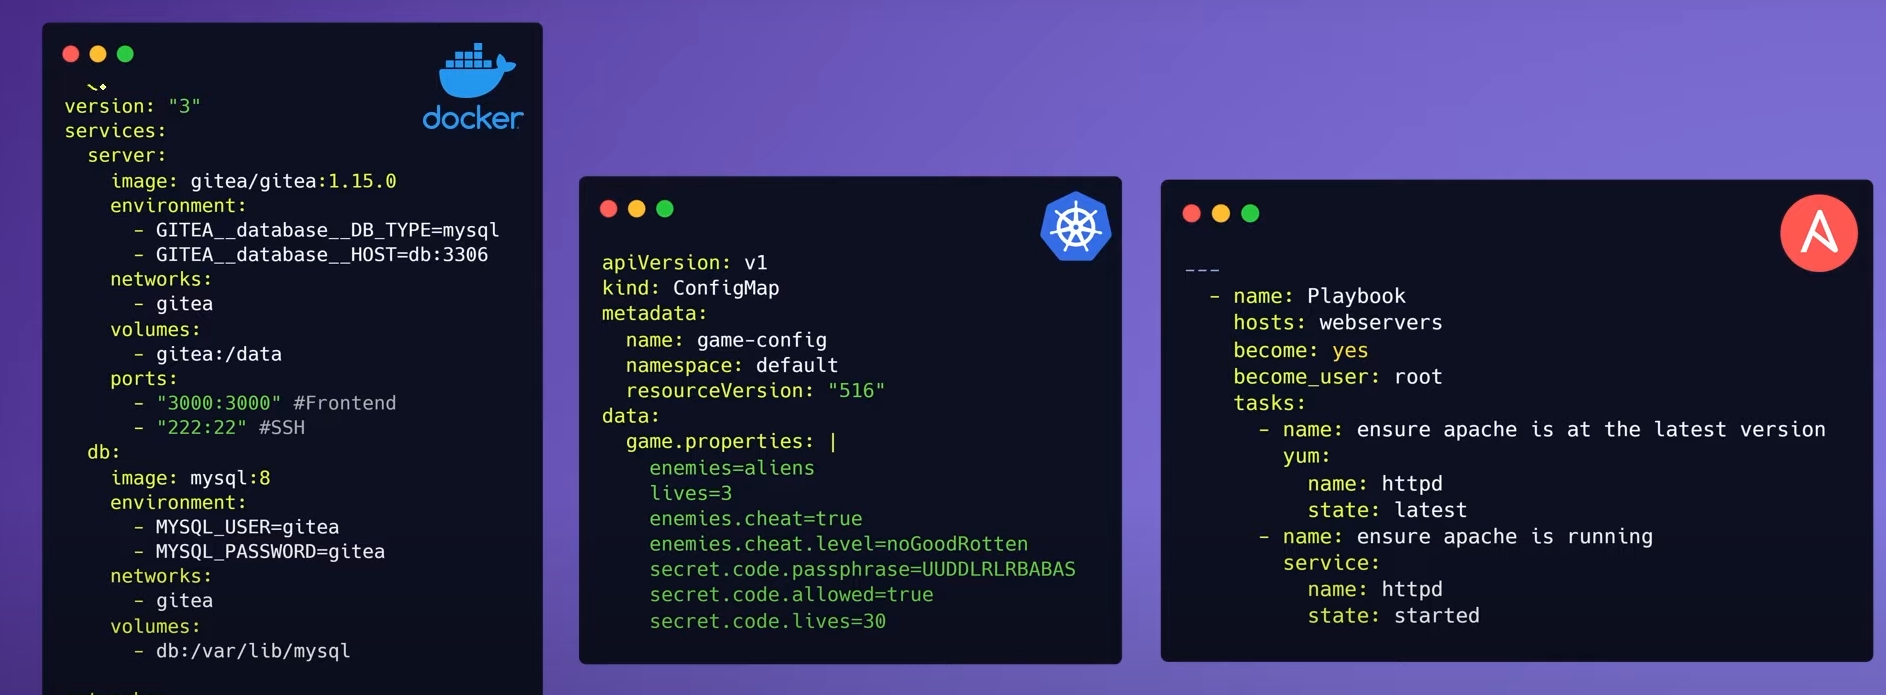 docker
version: "3"
services:
  server:
    image: gitea/gitea:1.15.0
    environment:
      - GITEA__database__DB_TYPE=mysql
      - GITEA__database__HOST=db:3306
    networks:
      - gitea
    volumes:
      - gitea:/data
    ports:
      - "3000:3000" #Frontend
      - "222:22" #SSH
  db:
    image: mysql:8
    environment:
      - MYSQL_USER=gitea
      - MYSQL_PASSWORD=gitea
    networks:
      - gitea
    volumes:
      - db:/var/lib/mysql
apiVersion: v1
kind: ConfigMap
metadata:
  name: game-config
  namespace: default
  resourceVersion: "516"
data:
  game.properties: |
    enemies=aliens
    lives=3
    enemies.cheat=true
    enemies.cheat.level=noGoodRotten
    secret.code.passphrase=UUDDLRLRBABAS
    secret.code.allowed=true
    secret.code.lives=30
A
---
  - name: Playbook
    hosts: webservers
    become: yes
    become_user: root
    tasks:
      - name: ensure apache is at the latest version
        yum:
          name: httpd
          state: latest
      - name: ensure apache is running
        service:
          name: httpd
          state: started